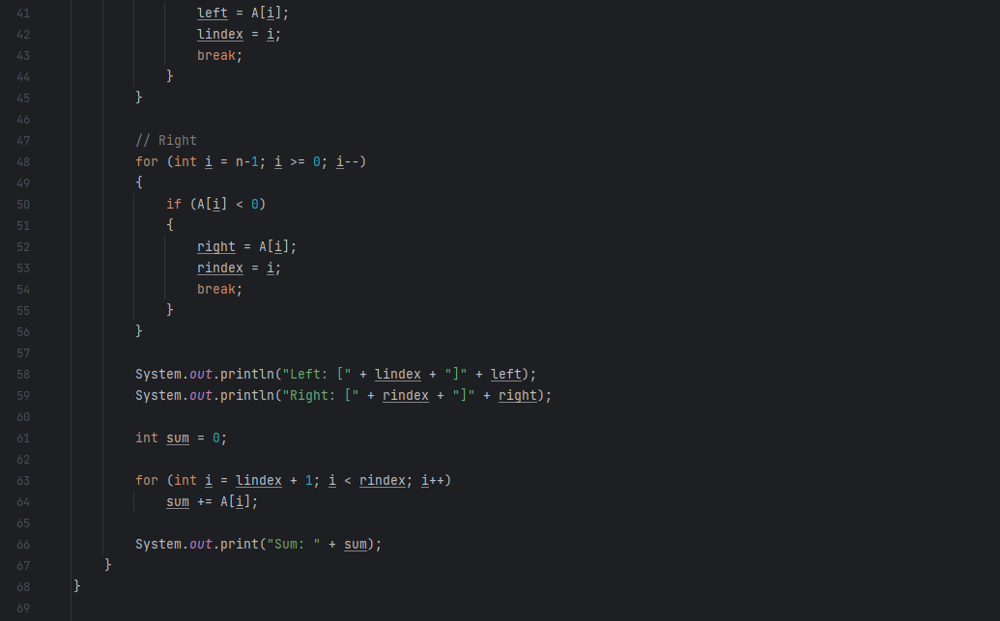 41 left = A[i];
42 lindex = i;
43 break;
44 }
45 }
46
47 // Right
48 for (int i = n-1; i >= 0; i--)
49 {
50 if (A[i] < 0)
51 {
52 right = A[i];
53 rindex = i;
54 break;
55 }
56 }
57
58 System.out.println("Left: [" + lindex + "]" + left);
59 System.out.println("Right: [" + rindex + "]" + right);
60
61 int sum = 0;
62
63 for (int i = lindex + 1; i < rindex; i++)
64 sum += A[i];
65
66 System.out.print("Sum: " + sum);
67 }
68 }
69